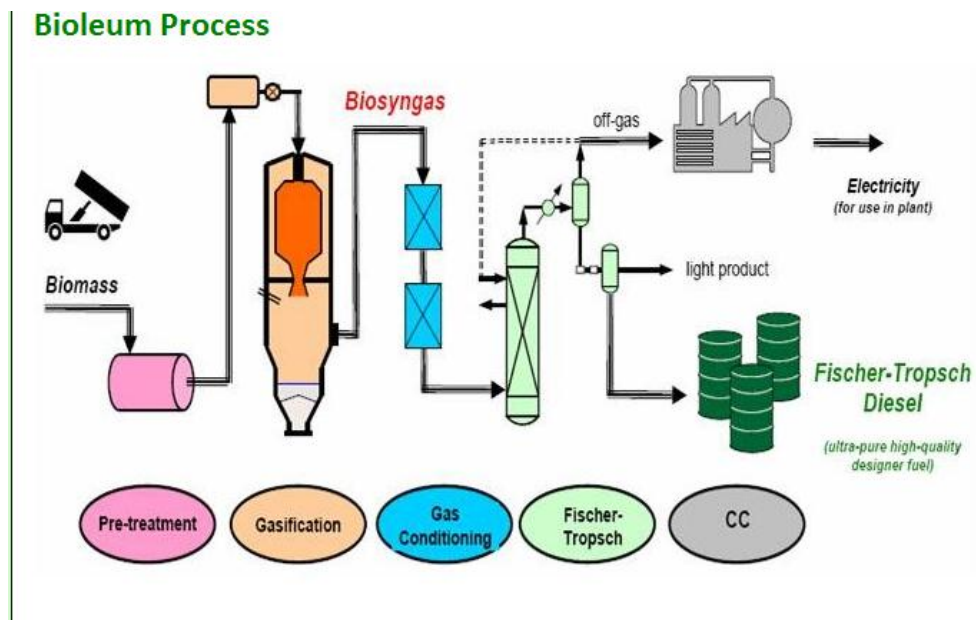 Bioleum Process
Biosyngas
off-gas
Electricity
(for use in plant)
Biomass
light product
Fischer-Tropsch
Diesel
(ultra-pure high-quality
designer fuel)
Pre-treatment
Gasification
Gas
Conditioning
Fischer-
Tropsch
CC